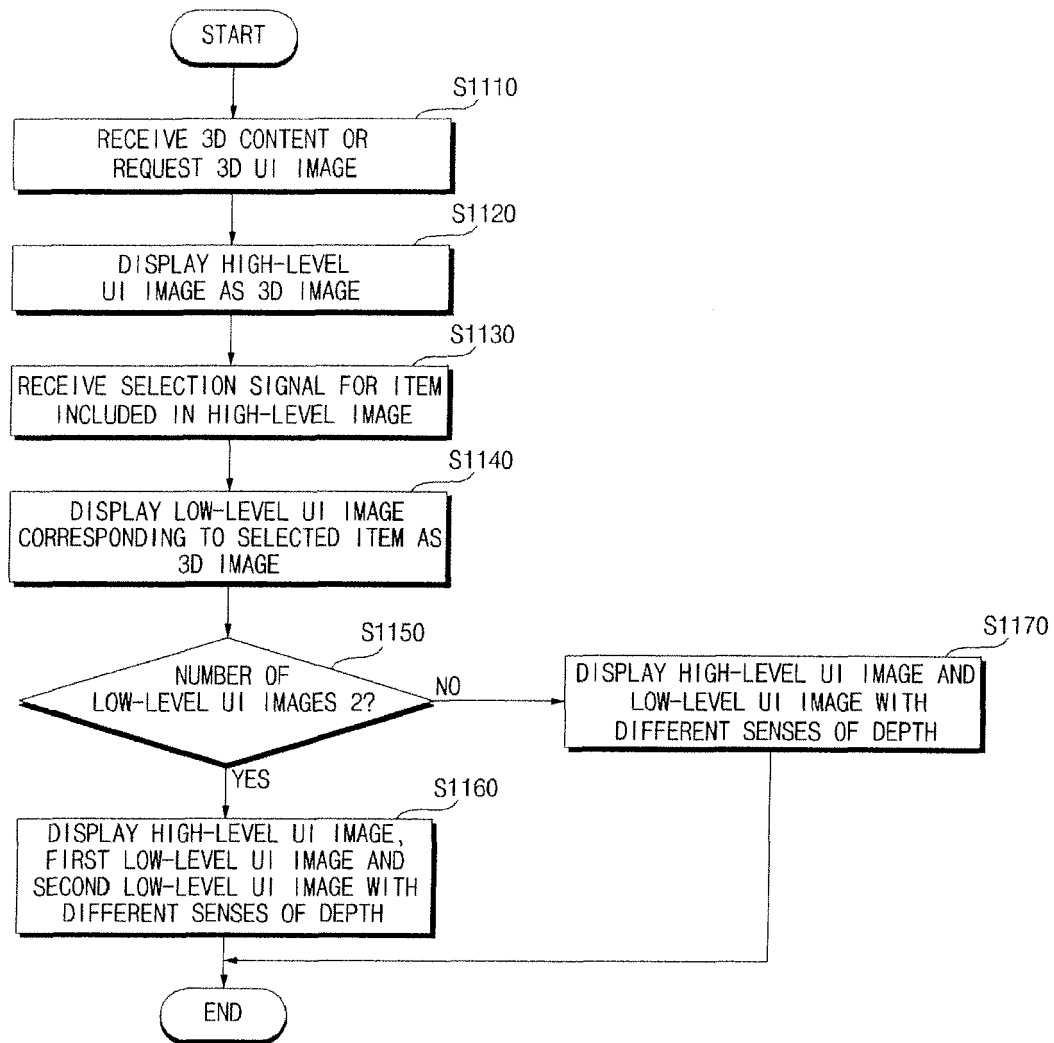 START
S1110
RECEIVE 3D CONTENT OR
REQUEST 3D UI IMAGE
S1120
DISPLAY HIGH-LEVEL
UI IMAGE AS 3D IMAGE
S1130
RECEIVE SELECTION SIGNAL FOR ITEM
INCLUDED IN HIGH-LEVEL IMAGE
S1140
DISPLAY LOW-LEVEL UI IMAGE
CORRESPONDING TO SELECTED ITEM AS
3D IMAGE
S1150
NUMBER OF
LOW-LEVEL UI IMAGES 2?
NO
S1170
DISPLAY HIGH-LEVEL UI IMAGE AND
LOW-LEVEL UI IMAGE WITH
DIFFERENT SENSES OF DEPTH
YES
S1160
DISPLAY HIGH-LEVEL UI IMAGE,
FIRST LOW-LEVEL UI IMAGE AND
SECOND LOW-LEVEL UI IMAGE WITH
DIFFERENT SENSES OF DEPTH
END